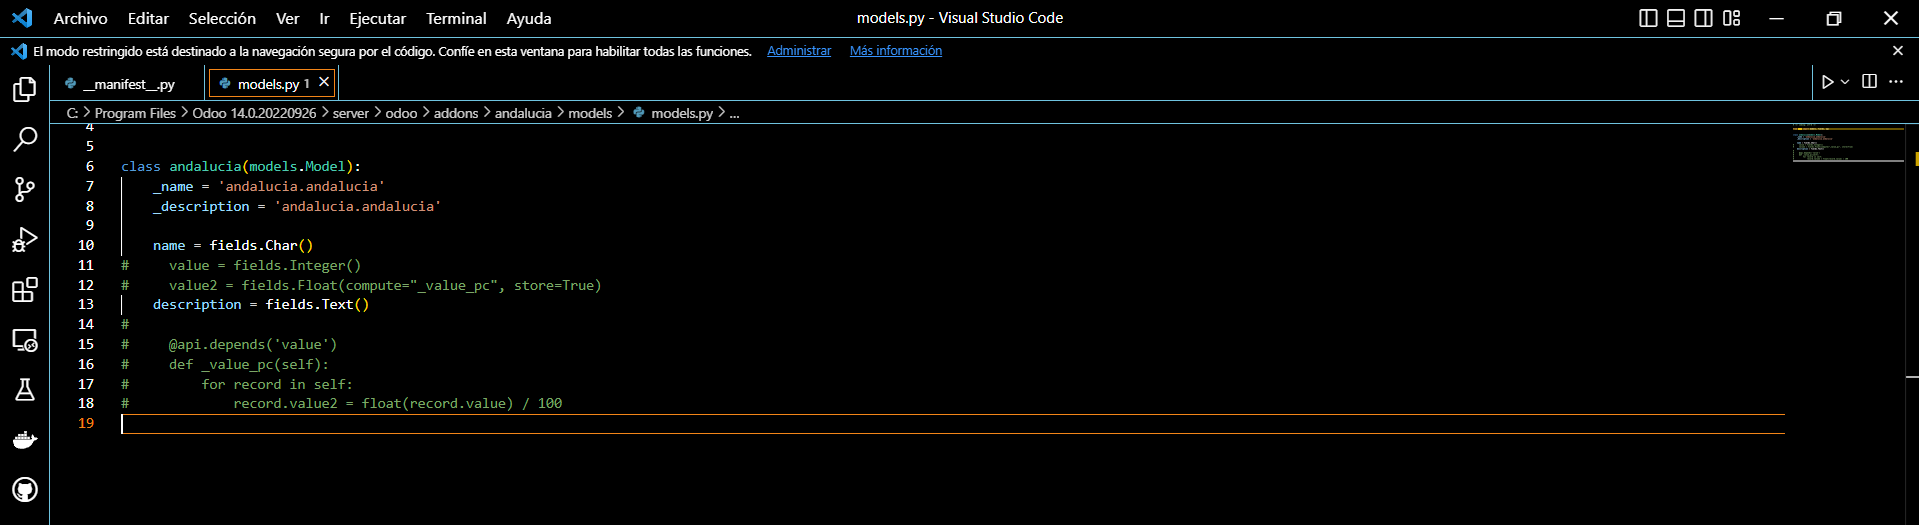 Archivo Editar Selección Ver Ir Ejecutar Terminal Ayuda models.py - Visual Studio Code
El modo restringido está destinado a la navegación segura por el código. Confíe en esta ventana para habilitar todas las funciones. Administrar Más información
__manifest__.py models.py 1
C: > Program Files > Odoo 14.0.20220926 > server > odoo > addons > andalucia > models > models.py > ...
4
5
6 class andalucia(models.Model):
7 _name = 'andalucia.andalucia'
8 _description = 'andalucia.andalucia'
9
10 name = fields.Char()
11 # value = fields.Integer()
12 # value2 = fields.Float(compute="_value_pc", store=True)
13 description = fields.Text()
14 #
15 # @api.depends('value')
16 # def _value_pc(self):
17 # for record in self:
18 # record.value2 = float(record.value) / 100
19